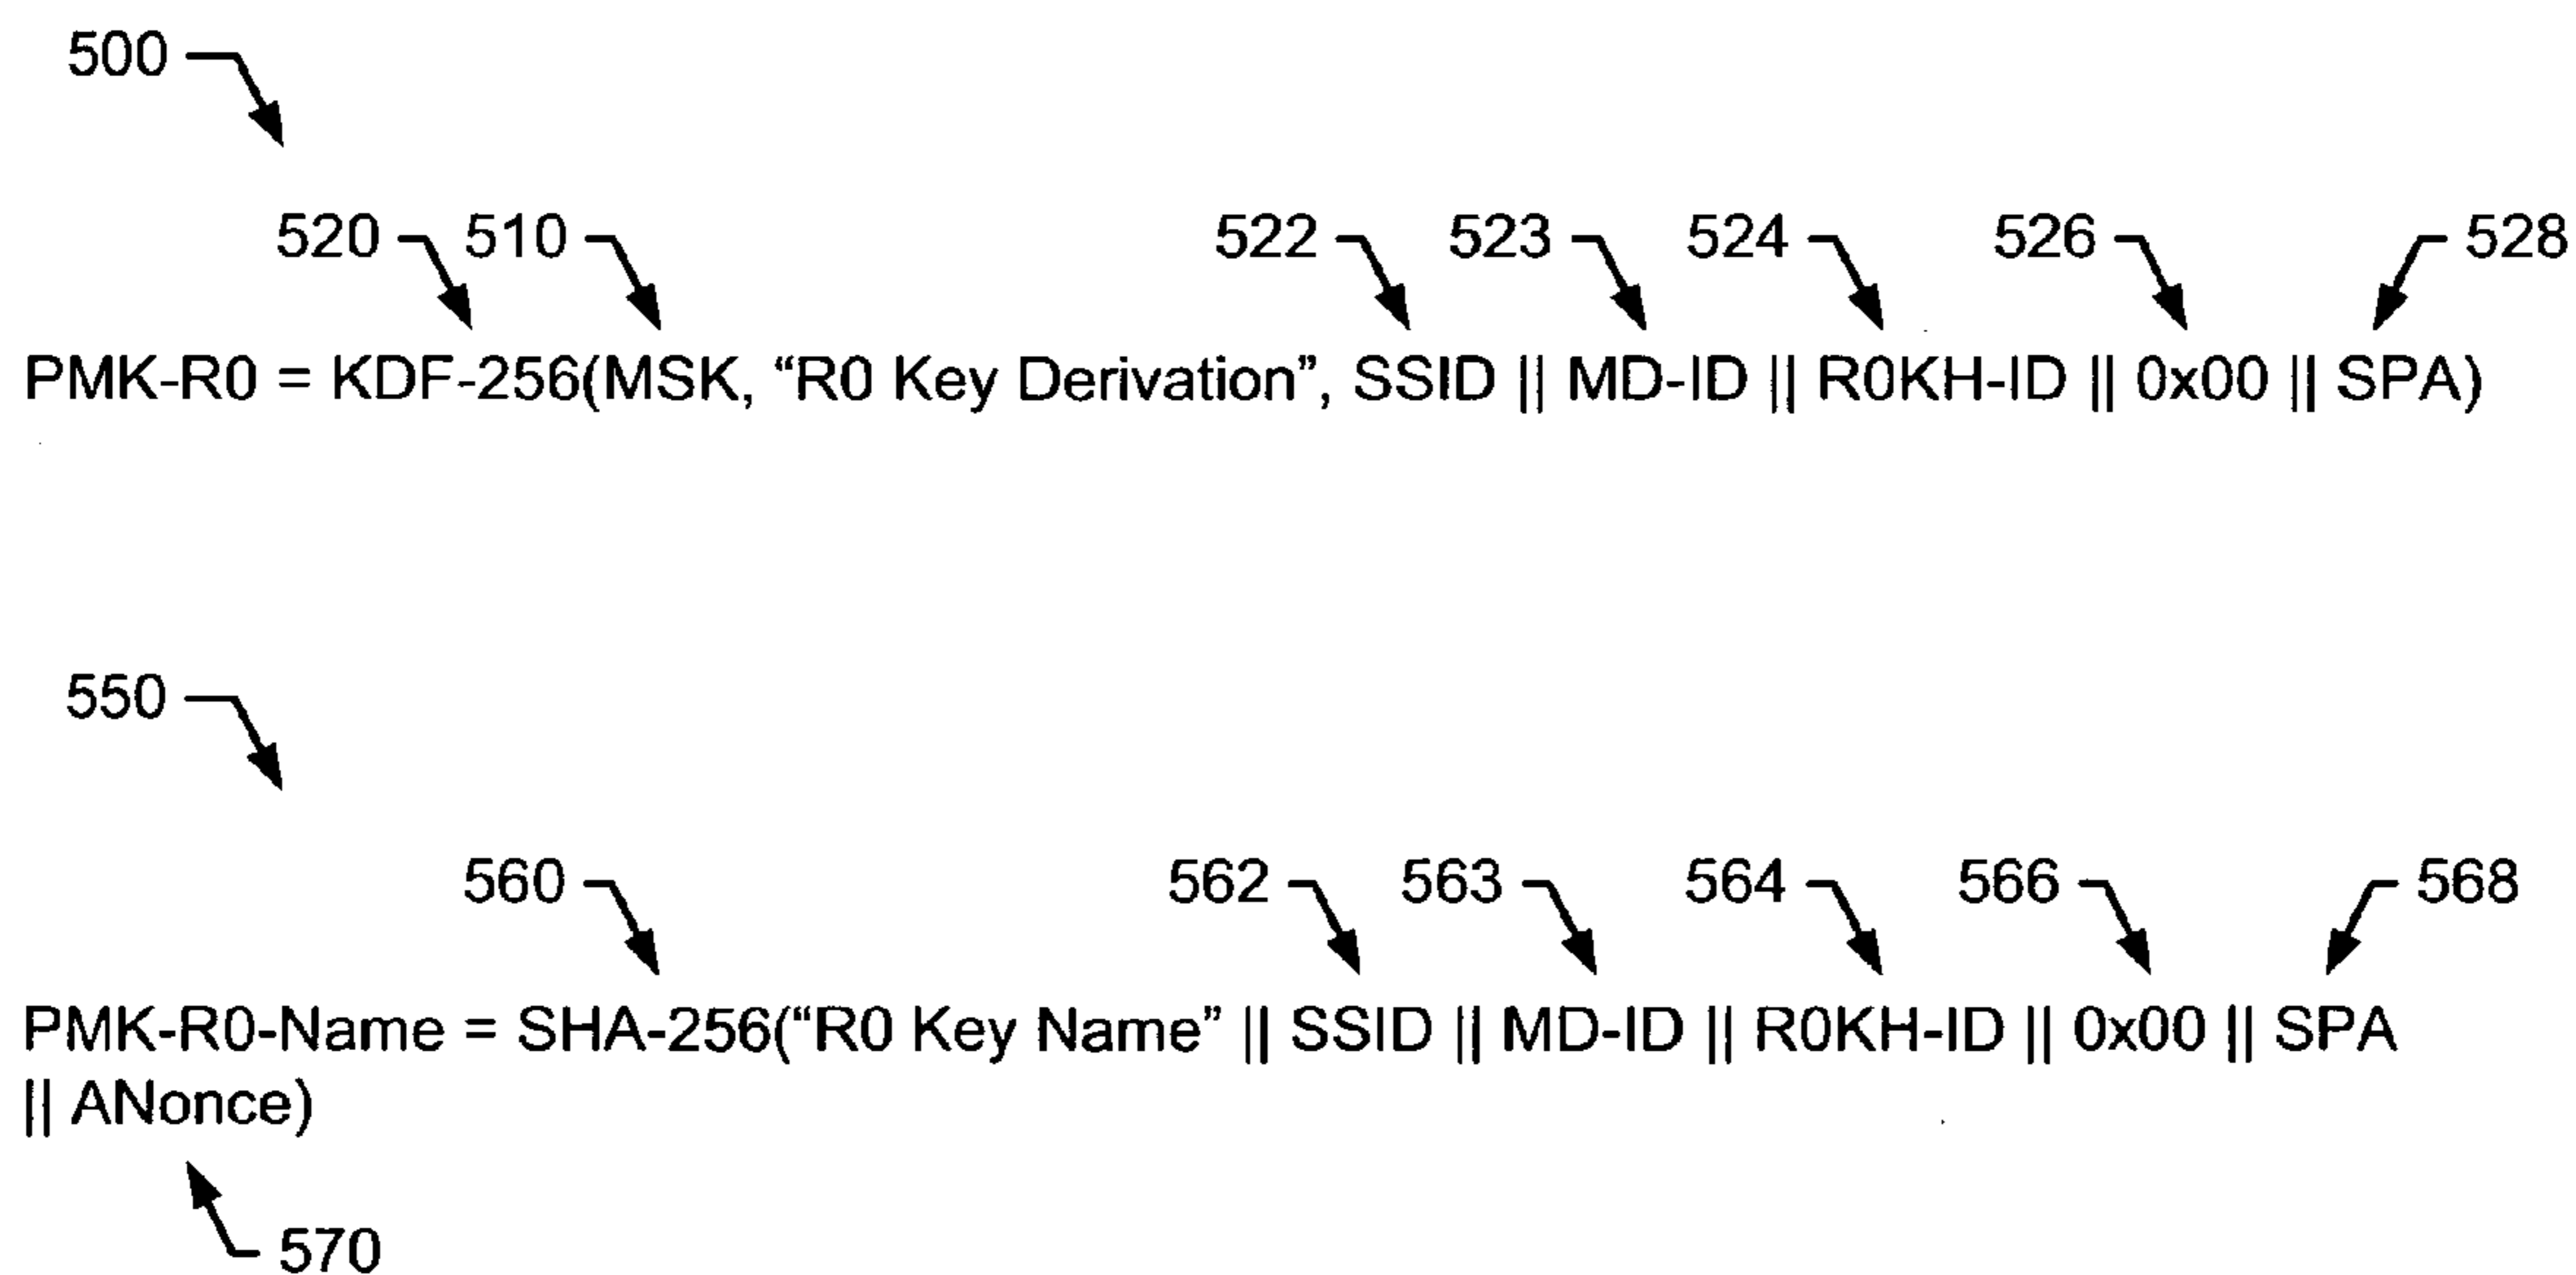 500
520 510 522 523 524 526 528
PMK-R0 = KDF-256(MSK, “R0 Key Derivation”, SSID || MD-ID || R0KH-ID || 0x00 || SPA)
550
560 562 563 564 566 568
PMK-R0-Name = SHA-256(“R0 Key Name” || SSID || MD-ID || R0KH-ID || 0x00 || SPA
|| ANonce)
570